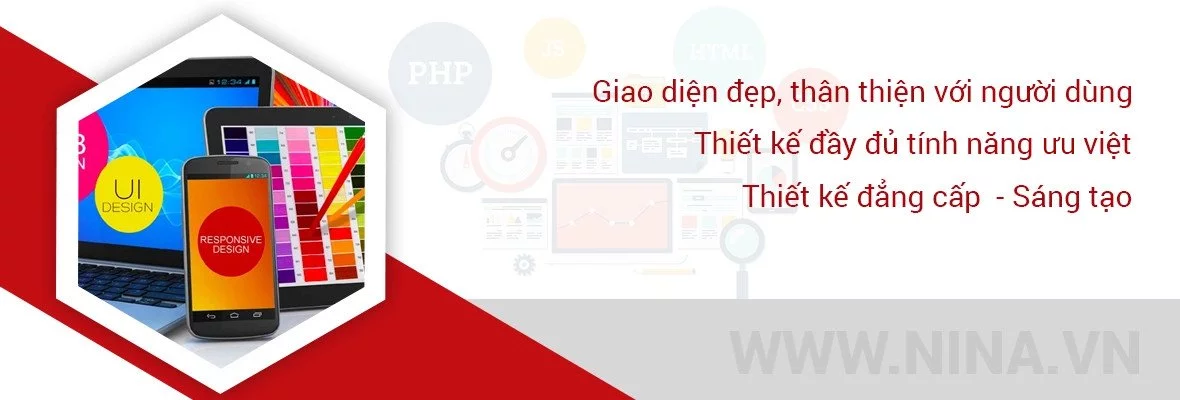 Giao diện đẹp, thân thiện với người dùng
Thiết kế đầy đủ tính năng ưu việt
Thiết kế đẳng cấp - Sáng tạo
WWW.NINA.VN
PHP
JS
HTML
12:34
UI
DESIGN
RESPONSIVE
DESIGN